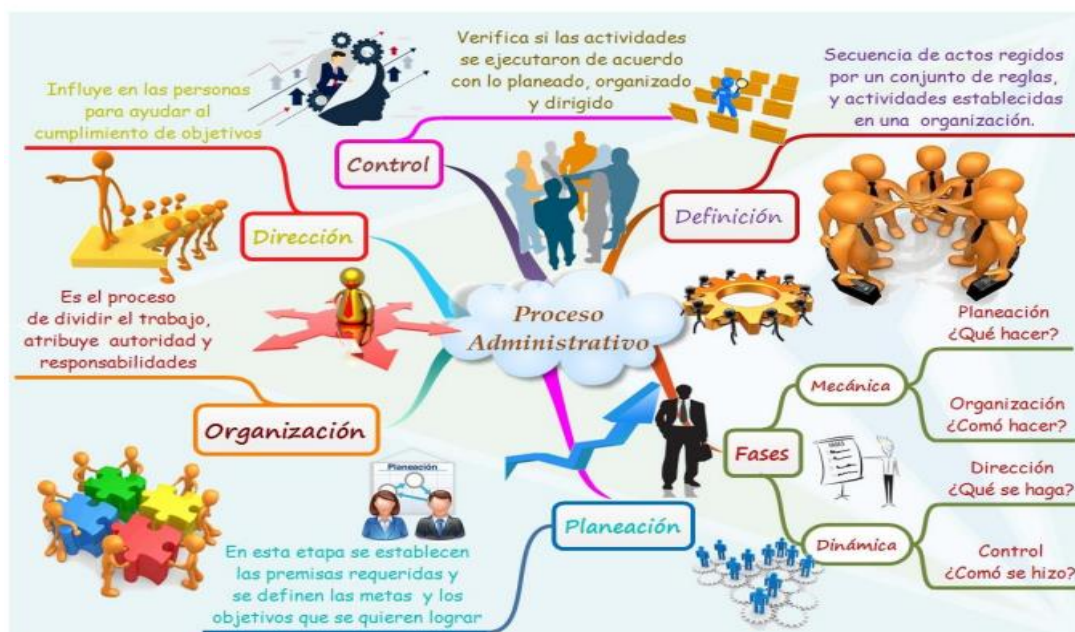 Proceso
Administrativo
Definición
Secuencia de actos regidos
por un conjunto de reglas,
y actividades establecidas
en una organización.
Fases
Mecánica
Planeación
¿Qué hacer?
Organización
¿Comó hacer?
Dinámica
Dirección
¿Qué se haga?
Control
¿Comó se hizo?
Planeación
En esta etapa se establecen
las premisas requeridas y
se definen las metas y los
objetivos que se quieren lograr
Planeación
Organización
Es el proceso
de dividir el trabajo,
atribuye autoridad y
responsabilidades
Dirección
Influye en las personas
para ayudar al
cumplimiento de objetivos
Control
Verifica si las actividades
se ejecutaron de acuerdo
con lo planeado, organizado
y dirigido